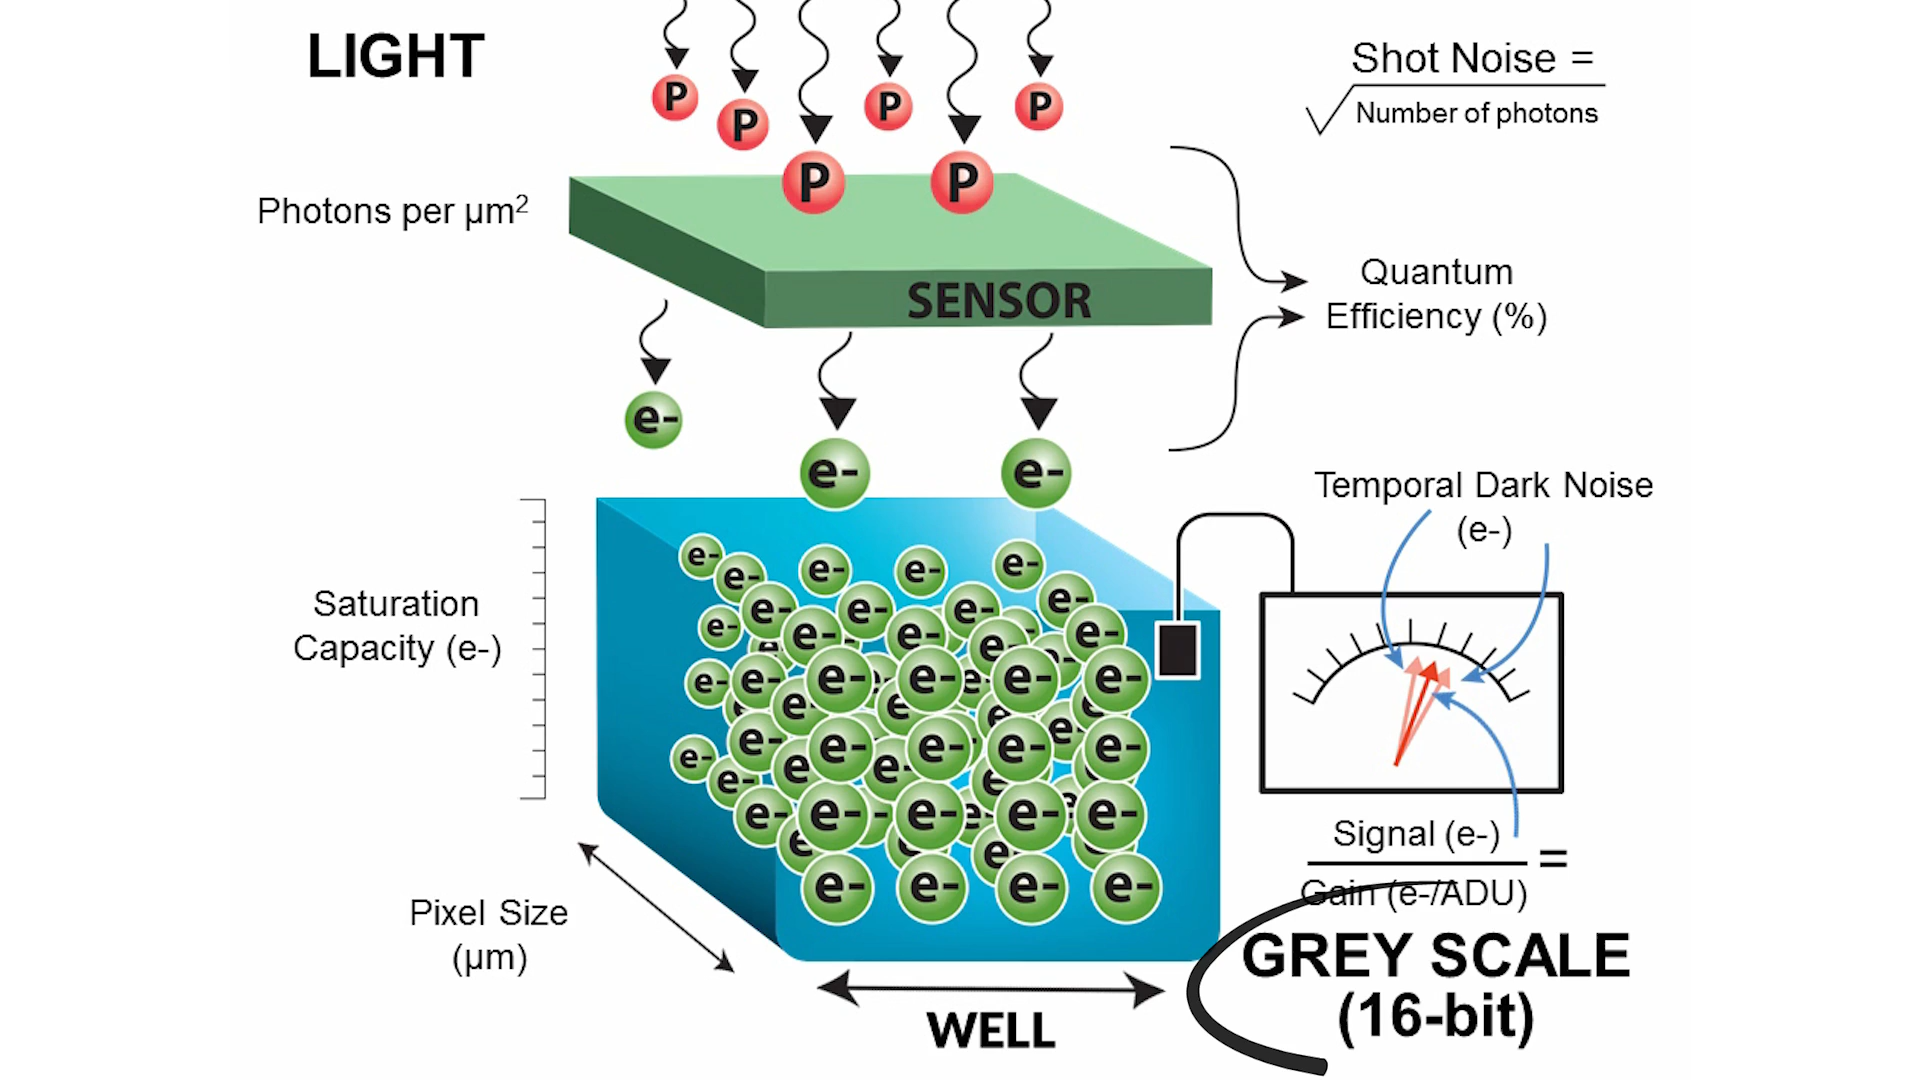 LIGHT
Shot Noise =
√Number of photons
P
P
P
P
P
P
P
Photons per µm²
SENSOR
Quantum
Efficiency (%)
e-
e-
e-
Temporal Dark Noise
(e-)
Saturation
Capacity (e-)
e- e- e- e- e-
e- e- e- e-
e- e- e- e- e-
e- e- e- e- e- e-
e- e- e- e- e-
e- e- e- e- e-
e- e- e- e- e-
e- e- e- e-
Signal (e-)
=
Gain (e-/ADU)
Pixel Size
(µm)
GREY SCALE
(16-bit)
WELL